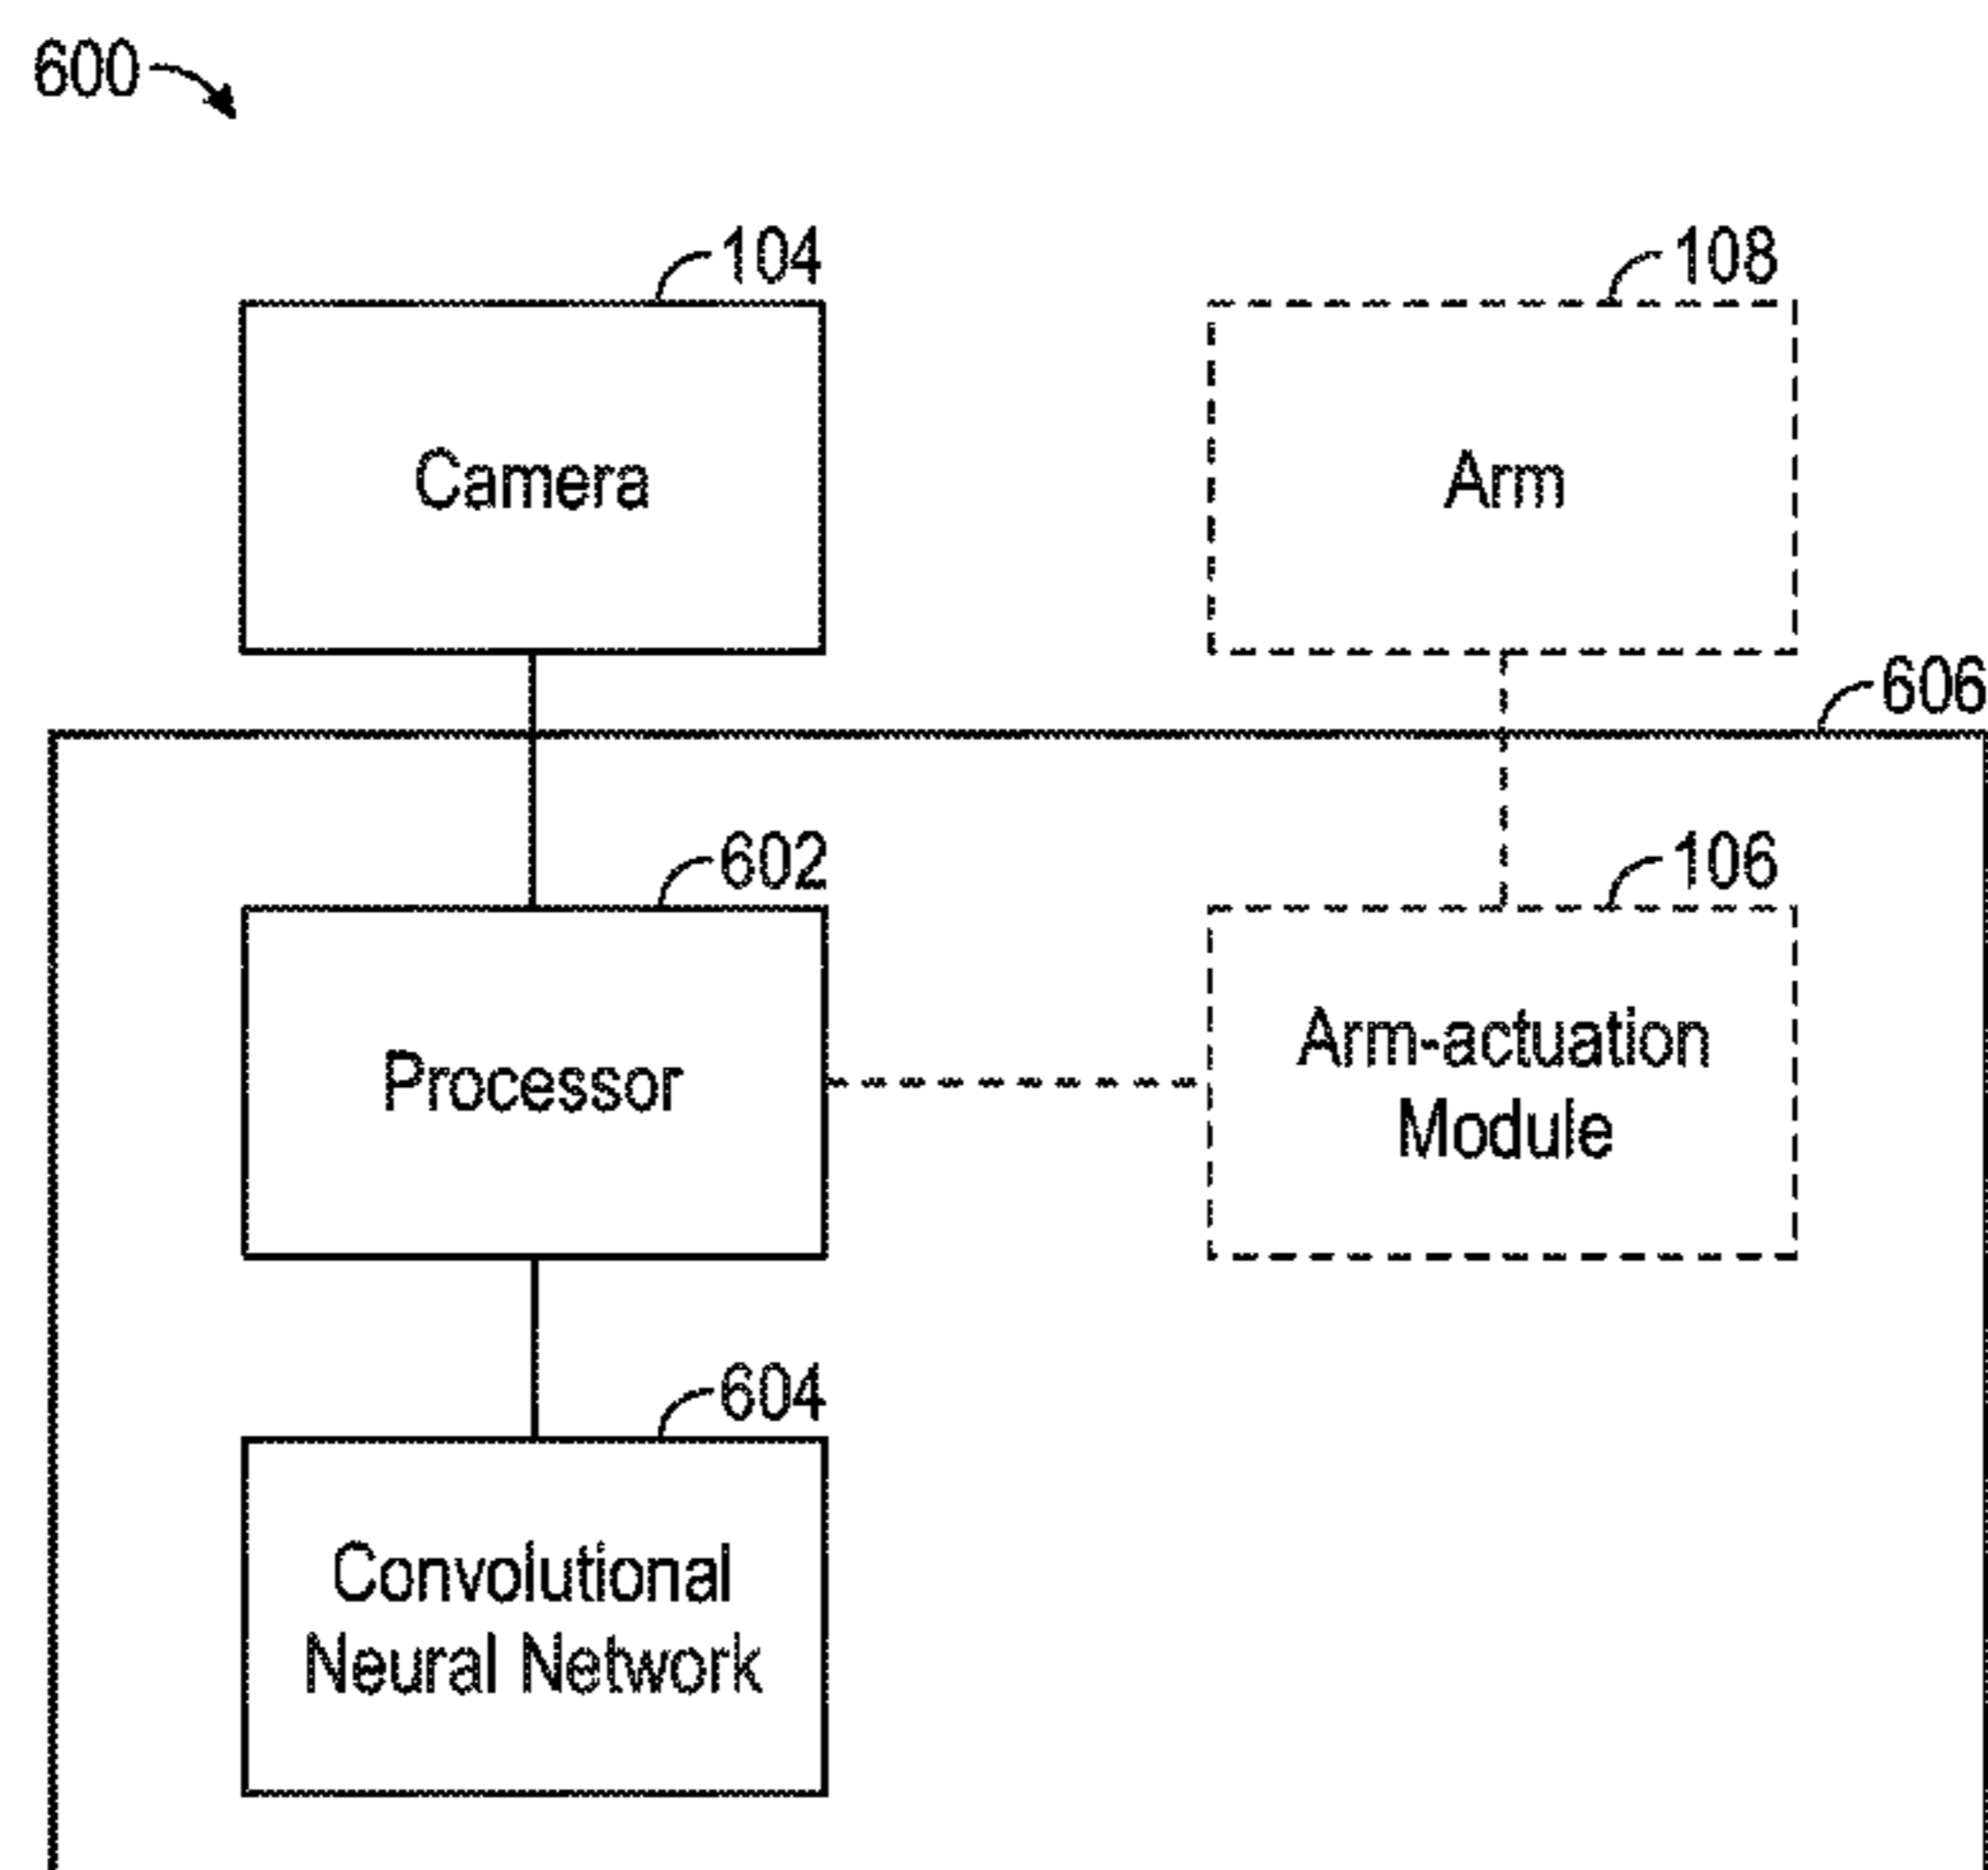 600
104
108
Camera
Arm
606
602
106
Processor
Arm-actuation
Module
604
Convolutional
Neural Network